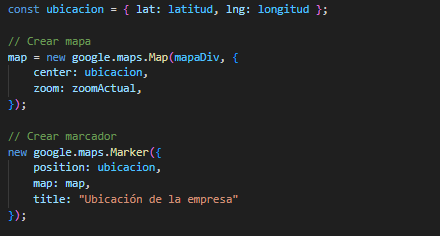 const ubicacion = { lat: latitud, lng: longitud };
// Crear mapa
map = new google.maps.Map(mapaDiv, {
    center: ubicacion,
    zoom: zoomActual,
});
// Crear marcador
new google.maps.Marker({
    position: ubicacion,
    map: map,
    title: "Ubicación de la empresa"
});